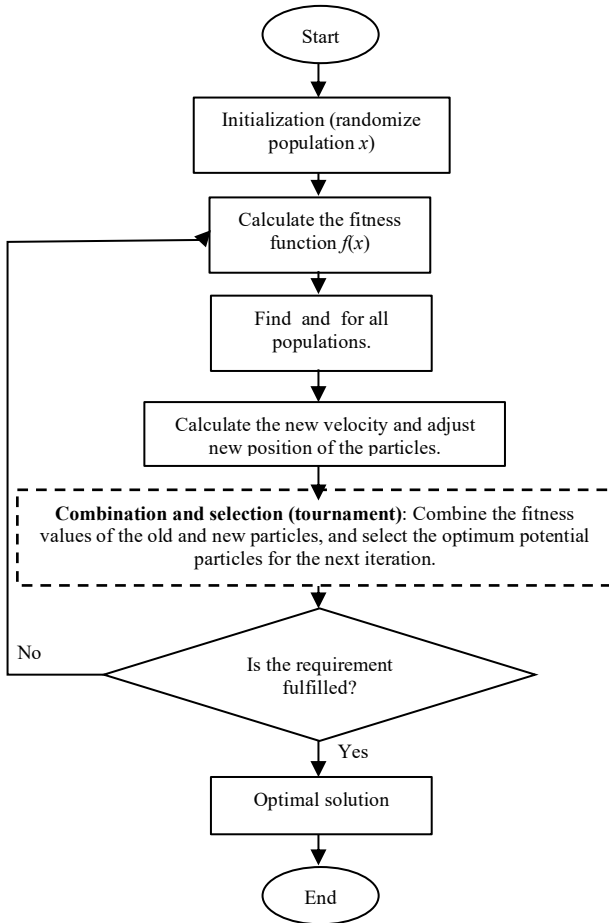 Start
Initialization (randomize
population x)
Calculate the fitness
function f(x)
Find and for all
populations.
Calculate the new velocity and adjust
new position of the particles.
Combination and selection (tournament): Combine the fitness
values of the old and new particles, and select the optimum potential
particles for the next iteration.
No
Is the requirement
fulfilled?
Yes
Optimal solution
End